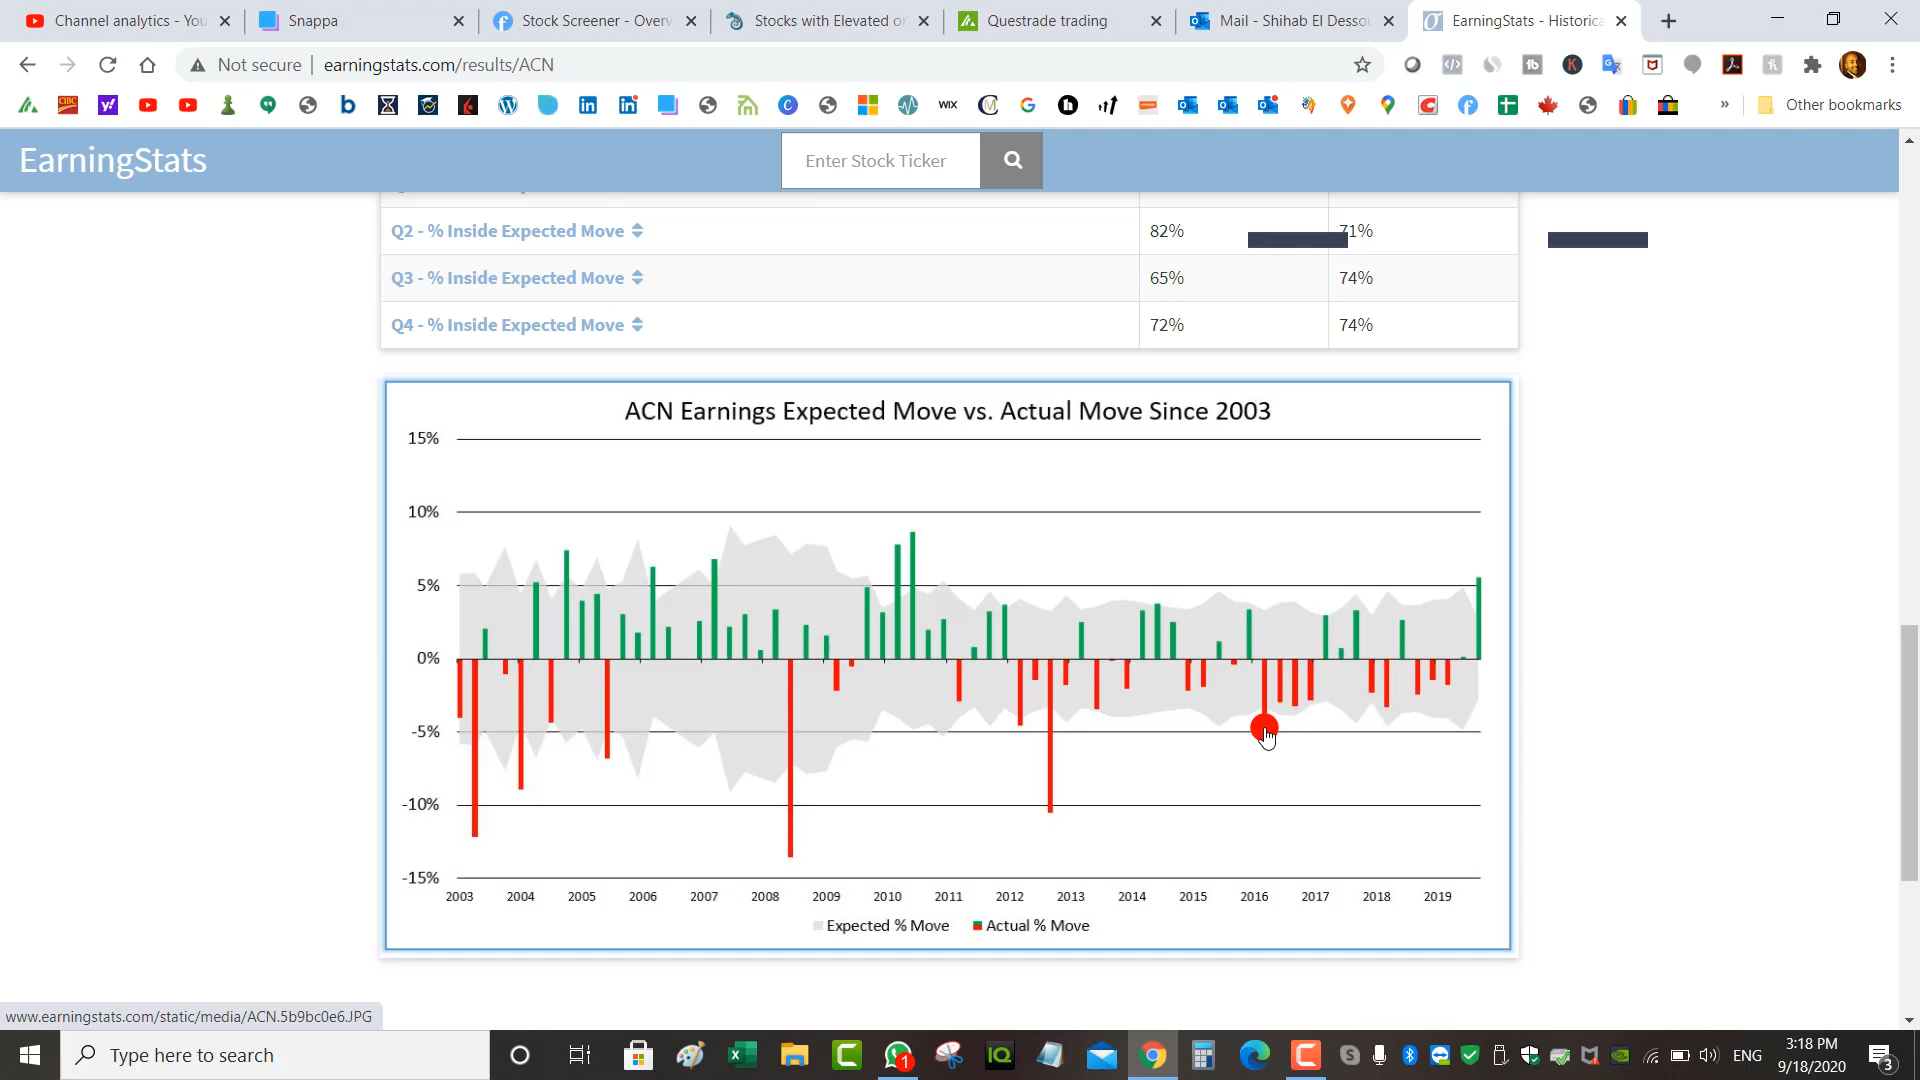 Channel analytics - You
Snappa
Stock Screener - Overv
Stocks with Elevated or
Questrade trading
Mail - Shihab El Desso
EarningStats - Historica
Not secure
earningstats.com/results/ACN
Other bookmarks
EarningStats
Enter Stock Ticker
Q2 - % Inside Expected Move 82% 71%
Q3 - % Inside Expected Move 65% 74%
Q4 - % Inside Expected Move 72% 74%
ACN Earnings Expected Move vs. Actual Move Since 2003
15%
10%
5%
0%
-5%
-10%
-15%
2003 2004 2005 2006 2007 2008 2009 2010 2011 2012 2013 2014 2015 2016 2017 2018 2019
Expected % Move Actual % Move
www.earningstats.com/static/media/ACN.5b9bc0e6.JPG
Type here to search
ENG
3:18 PM
9/18/2020